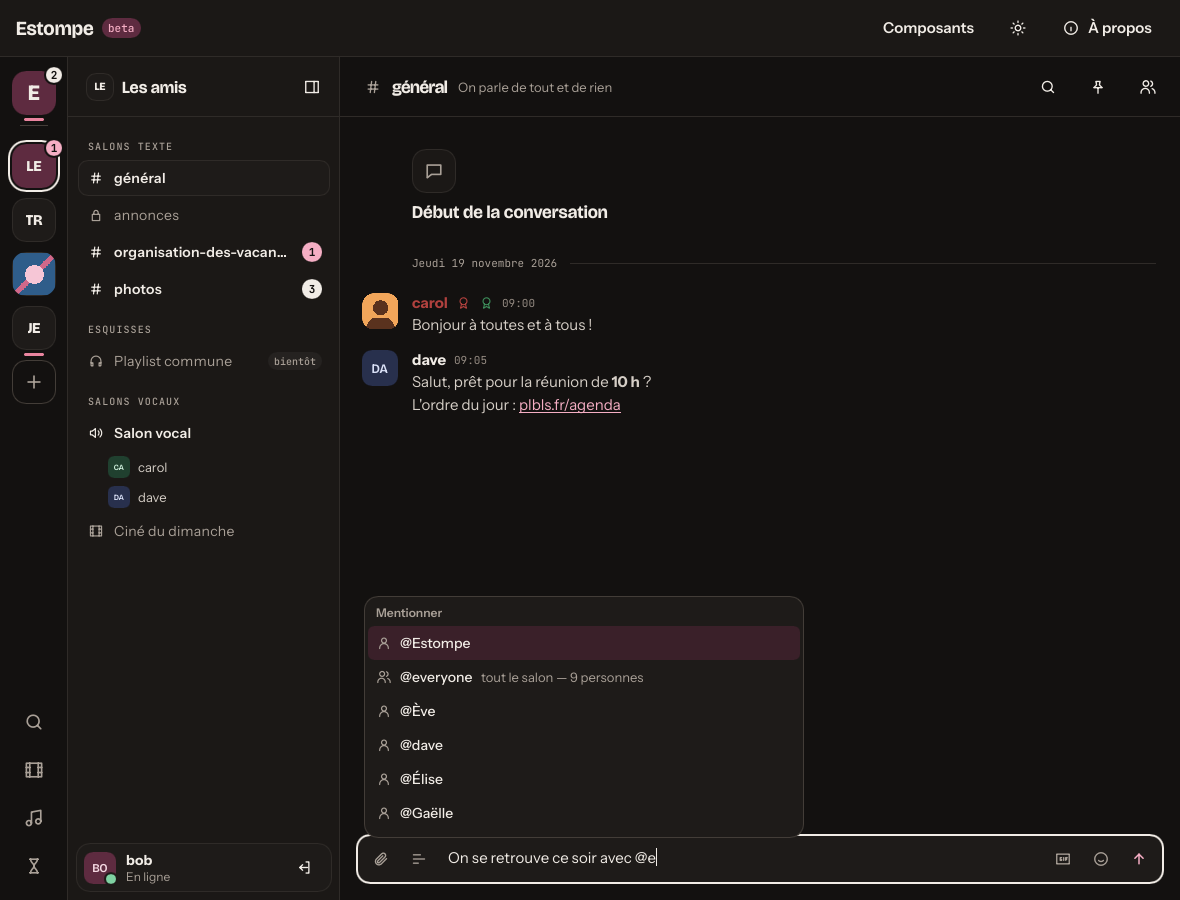 Estompe beta
Composants
À propos
E
2
LE
1
TR
JE
LE Les amis
SALONS TEXTE
# général
annonces
# organisation-des-vacan… 1
# photos 3
ESQUISSES
Playlist commune bientôt
SALONS VOCAUX
Salon vocal
CA carol
DA dave
Ciné du dimanche
BO
bob
En ligne
# général On parle de tout et de rien
Début de la conversation
Jeudi 19 novembre 2026
carol 09:00
Bonjour à toutes et à tous !
DA
dave 09:05
Salut, prêt pour la réunion de 10 h ?
L'ordre du jour : plbls.fr/agenda
Mentionner
@Estompe
@everyone tout le salon — 9 personnes
@Ève
@dave
@Élise
@Gaëlle
On se retrouve ce soir avec @e
GIF